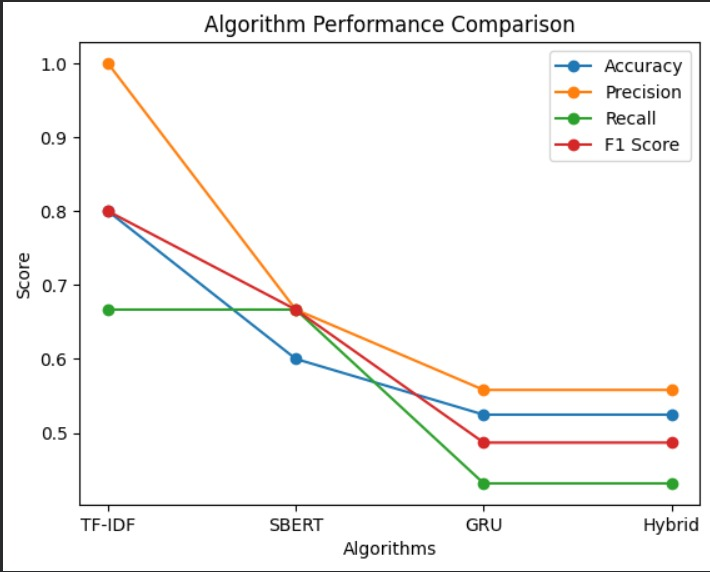 Algorithm Performance Comparison
1.0
0.9
0.8
0.7
0.6
0.5
Score
Accuracy
Precision
Recall
F1 Score
TF-IDF SBERT GRU Hybrid
Algorithms